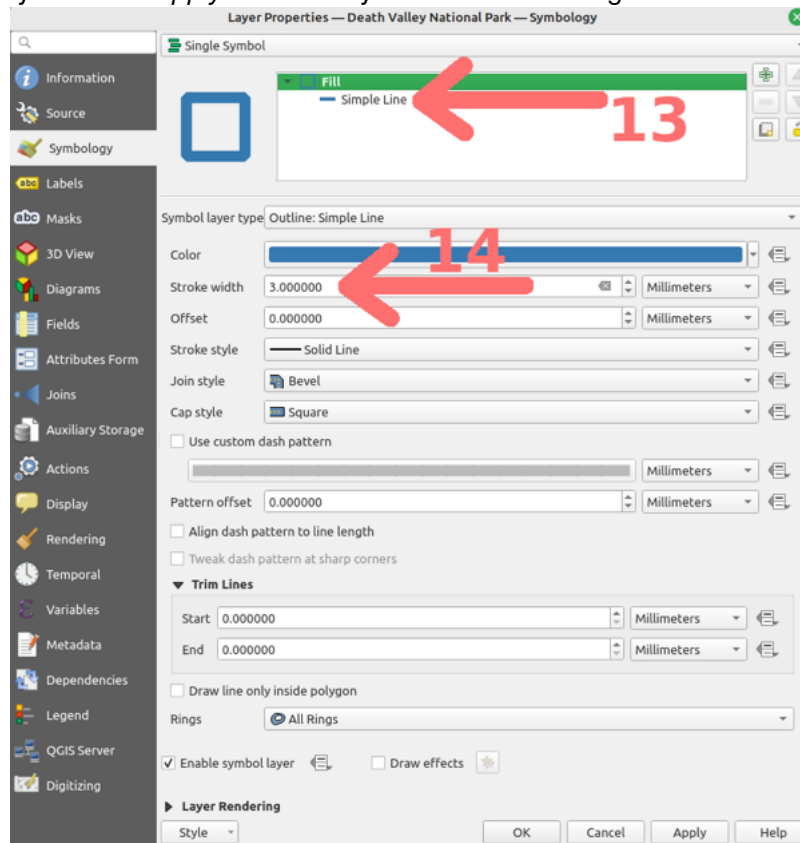 Layer Properties — Death Valley National Park — Symbology
Single Symbol
Information
Source
Symbology
Labels
Masks
3D View
Diagrams
Fields
Attributes Form
Joins
Auxiliary Storage
Actions
Display
Rendering
Temporal
Variables
Metadata
Dependencies
Legend
QGIS Server
Digitizing
Fill
Simple Line
13
Symbol layer type Outline: Simple Line
14
Color
Stroke width 3.000000 Millimeters
Offset 0.000000 Millimeters
Stroke style Solid Line
Join style Bevel
Cap style Square
Use custom dash pattern
Millimeters
Pattern offset 0.000000 Millimeters
Align dash pattern to line length
Tweak dash pattern at sharp corners
Trim Lines
Start 0.000000 Millimeters
End 0.000000 Millimeters
Draw line only inside polygon
Rings All Rings
Enable symbol layer Draw effects
Layer Rendering
Style OK Cancel Apply Help